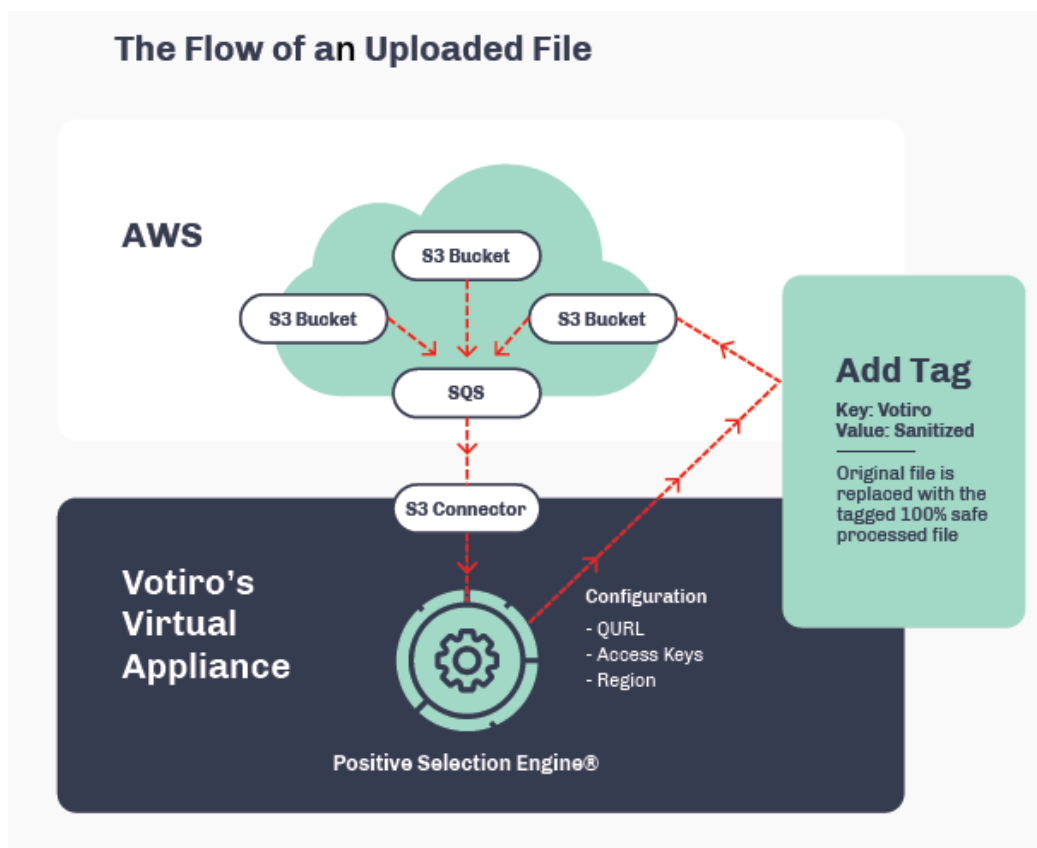 The Flow of an Uploaded File
AWS
S3 Bucket
S3 Bucket
S3 Bucket
SQS
Add Tag
Key: Votiro
Value: Sanitized
Original file is
replaced with the
tagged 100% safe
processed file
S3 Connector
Votiro's
Virtual
Appliance
Configuration
- QURL
- Access Keys
- Region
Positive Selection Engine®